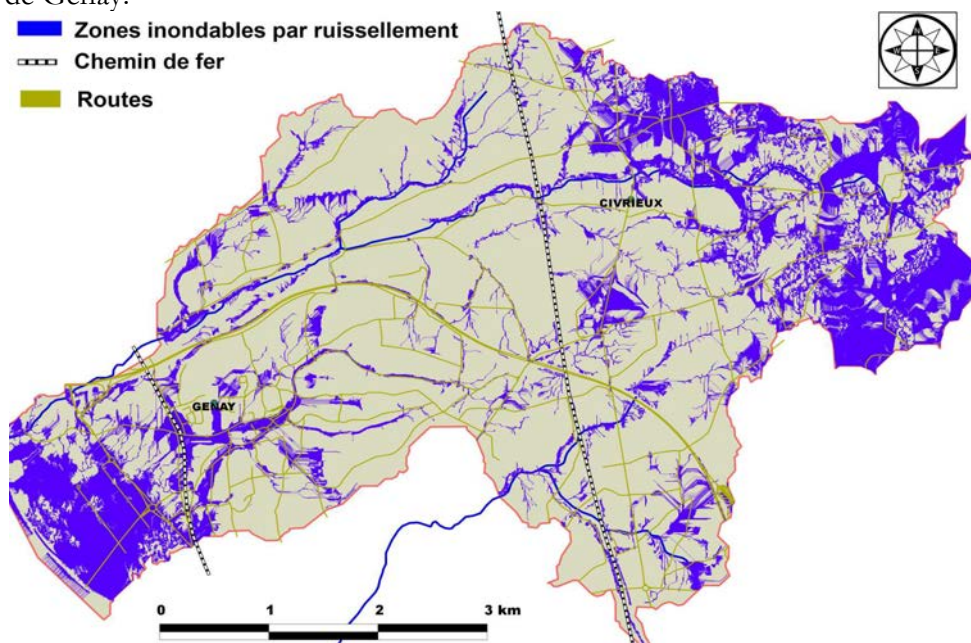 de Genay.
Zones inondables par ruissellement
Chemin de fer
Routes
CIVRIEUX
GENAY
0 1 2 3 km